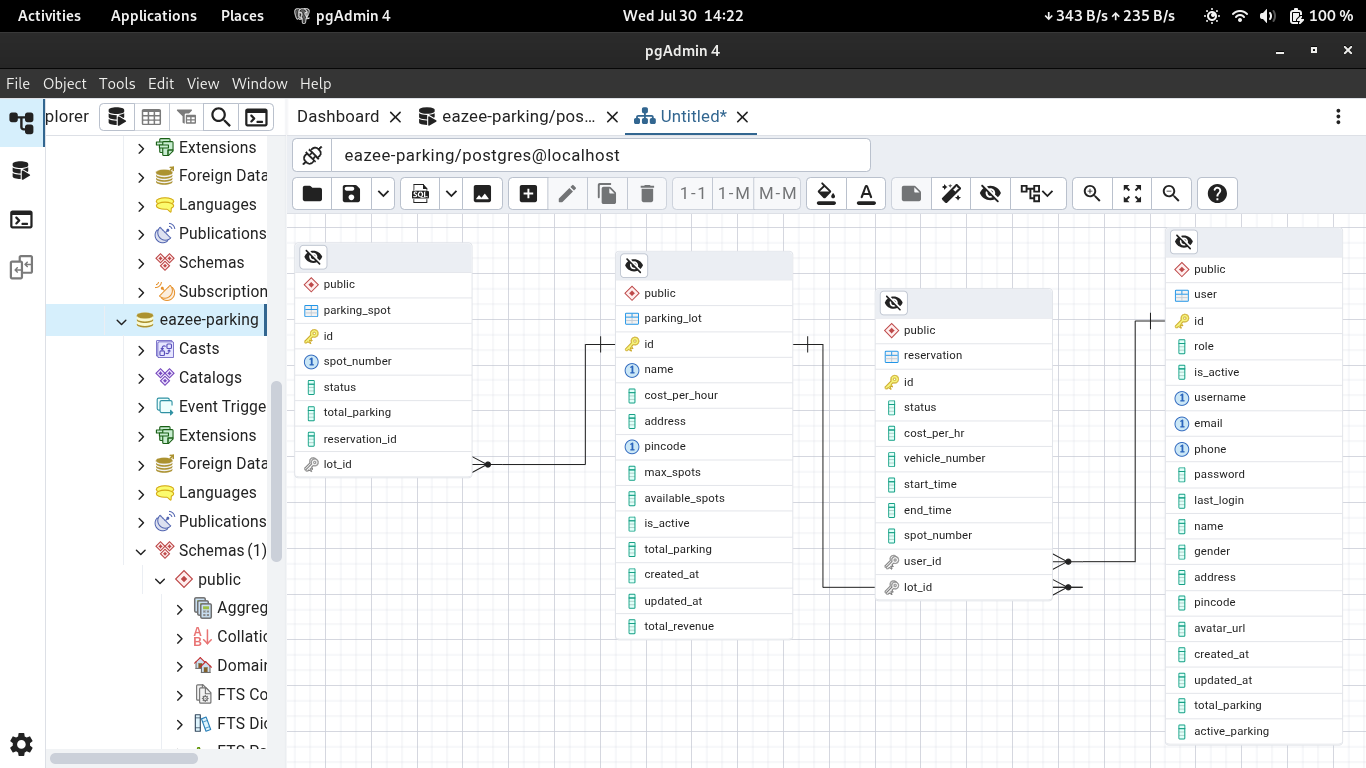 Activities Applications Places pgAdmin 4 Wed Jul 30 14:22 ↓ 343 B/s ↑ 235 B/s 100 %
pgAdmin 4
File Object Tools Edit View Window Help
plorer
Dashboard eazee-parking/pos... Untitled*
eazee-parking/postgres@localhost
SQL 1-1 1-M M-M A
Extensions
Foreign Data
Languages
Publications
Schemas
Subscription
eazee-parking
Casts
Catalogs
Event Trigge
Extensions
Foreign Data
Languages
Publications
Schemas (1)
public
Aggreg
Collatio
Domain
FTS Co
FTS Dic
public
parking_spot
id
spot_number
status
total_parking
reservation_id
lot_id
public
parking_lot
id
name
cost_per_hour
address
pincode
max_spots
available_spots
is_active
total_parking
created_at
updated_at
total_revenue
public
reservation
id
status
cost_per_hr
vehicle_number
start_time
end_time
spot_number
user_id
lot_id
public
user
id
role
is_active
username
email
phone
password
last_login
name
gender
address
pincode
avatar_url
created_at
updated_at
total_parking
active_parking